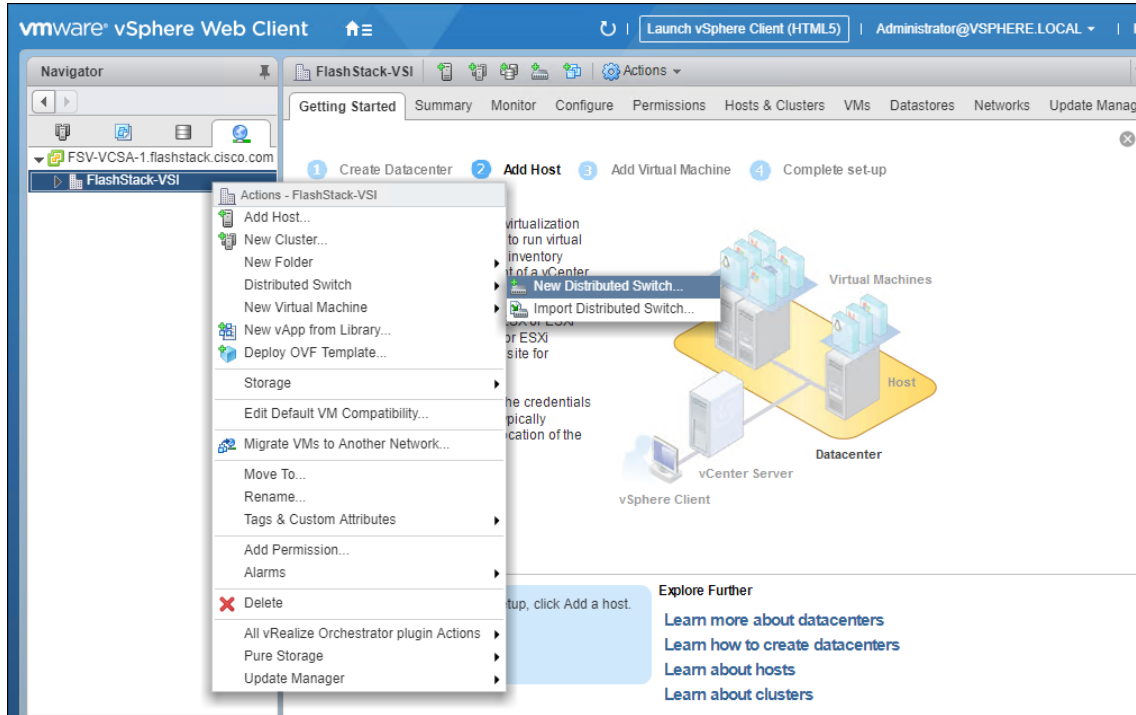 vmware® vSphere Web Client
Launch vSphere Client (HTML5)
Administrator@VSPHERE.LOCAL
Navigator
FSV-VCSA-1.flashstack.cisco.com
FlashStack-VSI
FlashStack-VSI
Actions
Getting Started
Summary
Monitor
Configure
Permissions
Hosts & Clusters
VMs
Datastores
Networks
Update Manag
1 Create Datacenter
2 Add Host
3 Add Virtual Machine
4 Complete set-up
Actions - FlashStack-VSI
Add Host...
New Cluster...
New Folder
Distributed Switch
New Virtual Machine
New vApp from Library...
Deploy OVF Template...
Storage
Edit Default VM Compatibility...
Migrate VMs to Another Network...
Move To...
Rename...
Tags & Custom Attributes
Add Permission...
Alarms
Delete
All vRealize Orchestrator plugin Actions
Pure Storage
Update Manager
New Distributed Switch...
Import Distributed Switch...
virtualization
to run virtual
inventory
nt of a vCenter
or ESXi
site for
he credentials
pically
ocation of the
Virtual Machines
Host
Datacenter
vCenter Server
vSphere Client
tup, click Add a host.
Explore Further
Learn more about datacenters
Learn how to create datacenters
Learn about hosts
Learn about clusters